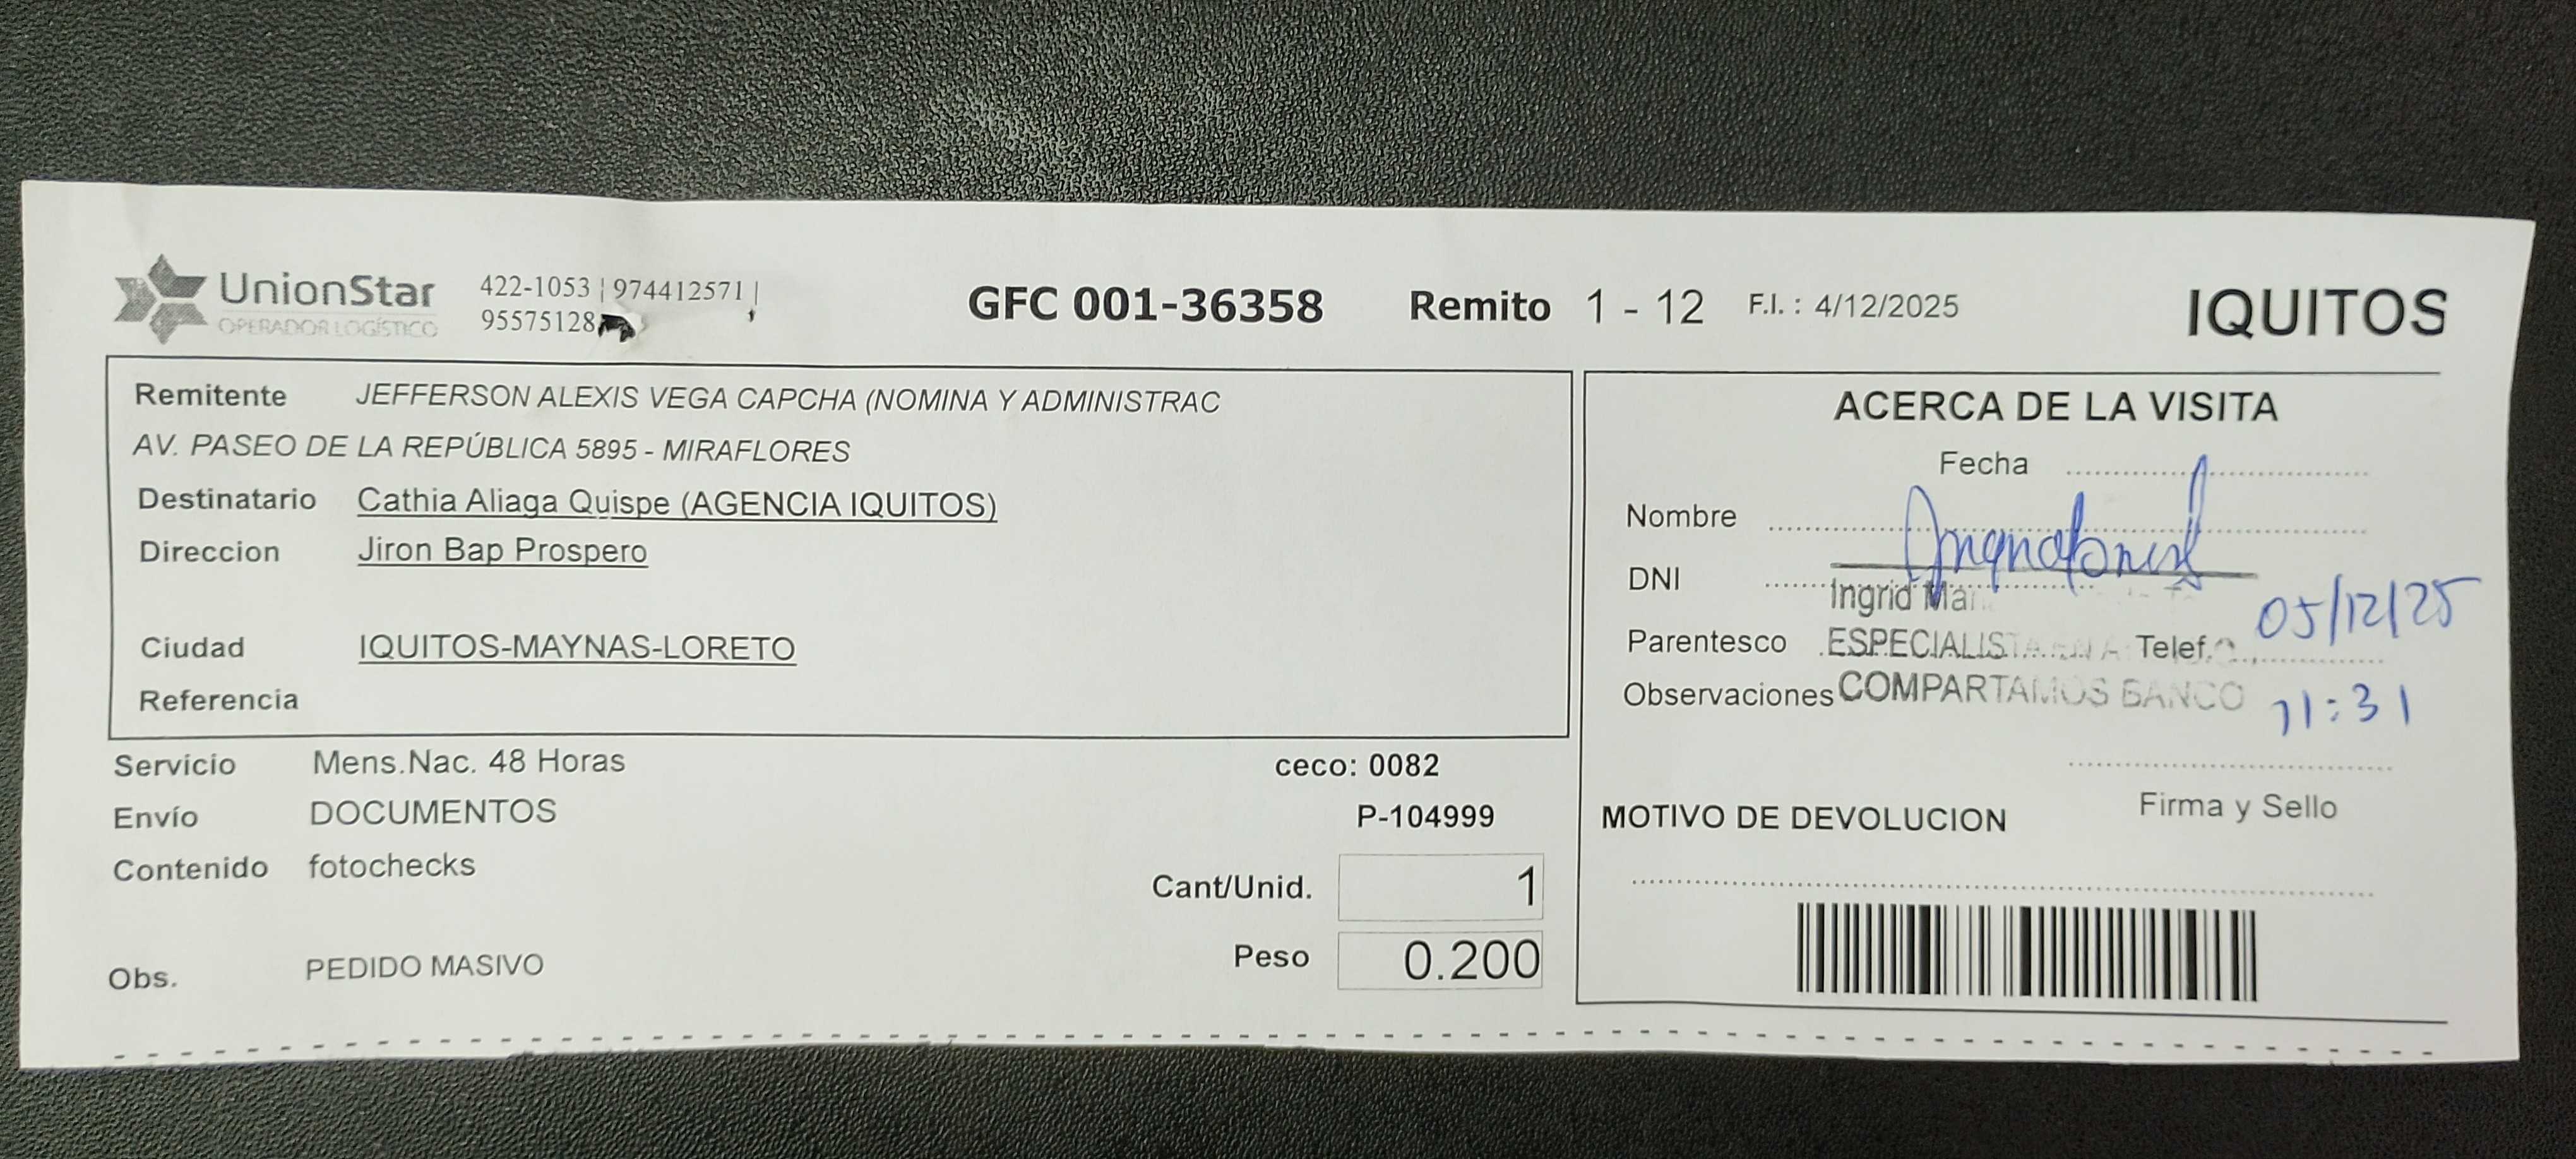 UnionStar
OPERADOR LOGÍSTICO
422-1053 | 974412571 |
95575128
GFC 001-36358 Remito 1 - 12 F.I. : 4/12/2025
IQUITOS
Remitente JEFFERSON ALEXIS VEGA CAPCHA (NOMINA Y ADMINISTRAC
AV. PASEO DE LA REPÚBLICA 5895 - MIRAFLORES
Destinatario Cathia Aliaga Quispe (AGENCIA IQUITOS)
Direccion Jiron Bap Prospero
Ciudad IQUITOS-MAYNAS-LORETO
Referencia
Servicio Mens.Nac. 48 Horas
ceco: 0082
Envío DOCUMENTOS
P-104999
Contenido fotochecks
Cant/Unid. 1
Peso 0.200
Obs. PEDIDO MASIVO
ACERCA DE LA VISITA
Fecha
Nombre
DNI
Ingrid
05/12/25
Parentesco ESPECIALISTA Telef.
Observaciones COMPARTAMOS BANCO
11:31
Firma y Sello
MOTIVO DE DEVOLUCION